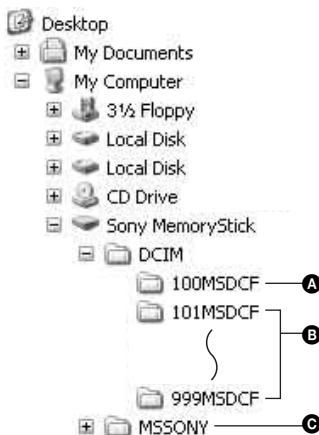 Desktop
My Documents
My Computer
3½ Floppy
Local Disk
Local Disk
CD Drive
Sony MemoryStick
DCIM
100MSDCF A
101MSDCF
B
999MSDCF
MSSONY C